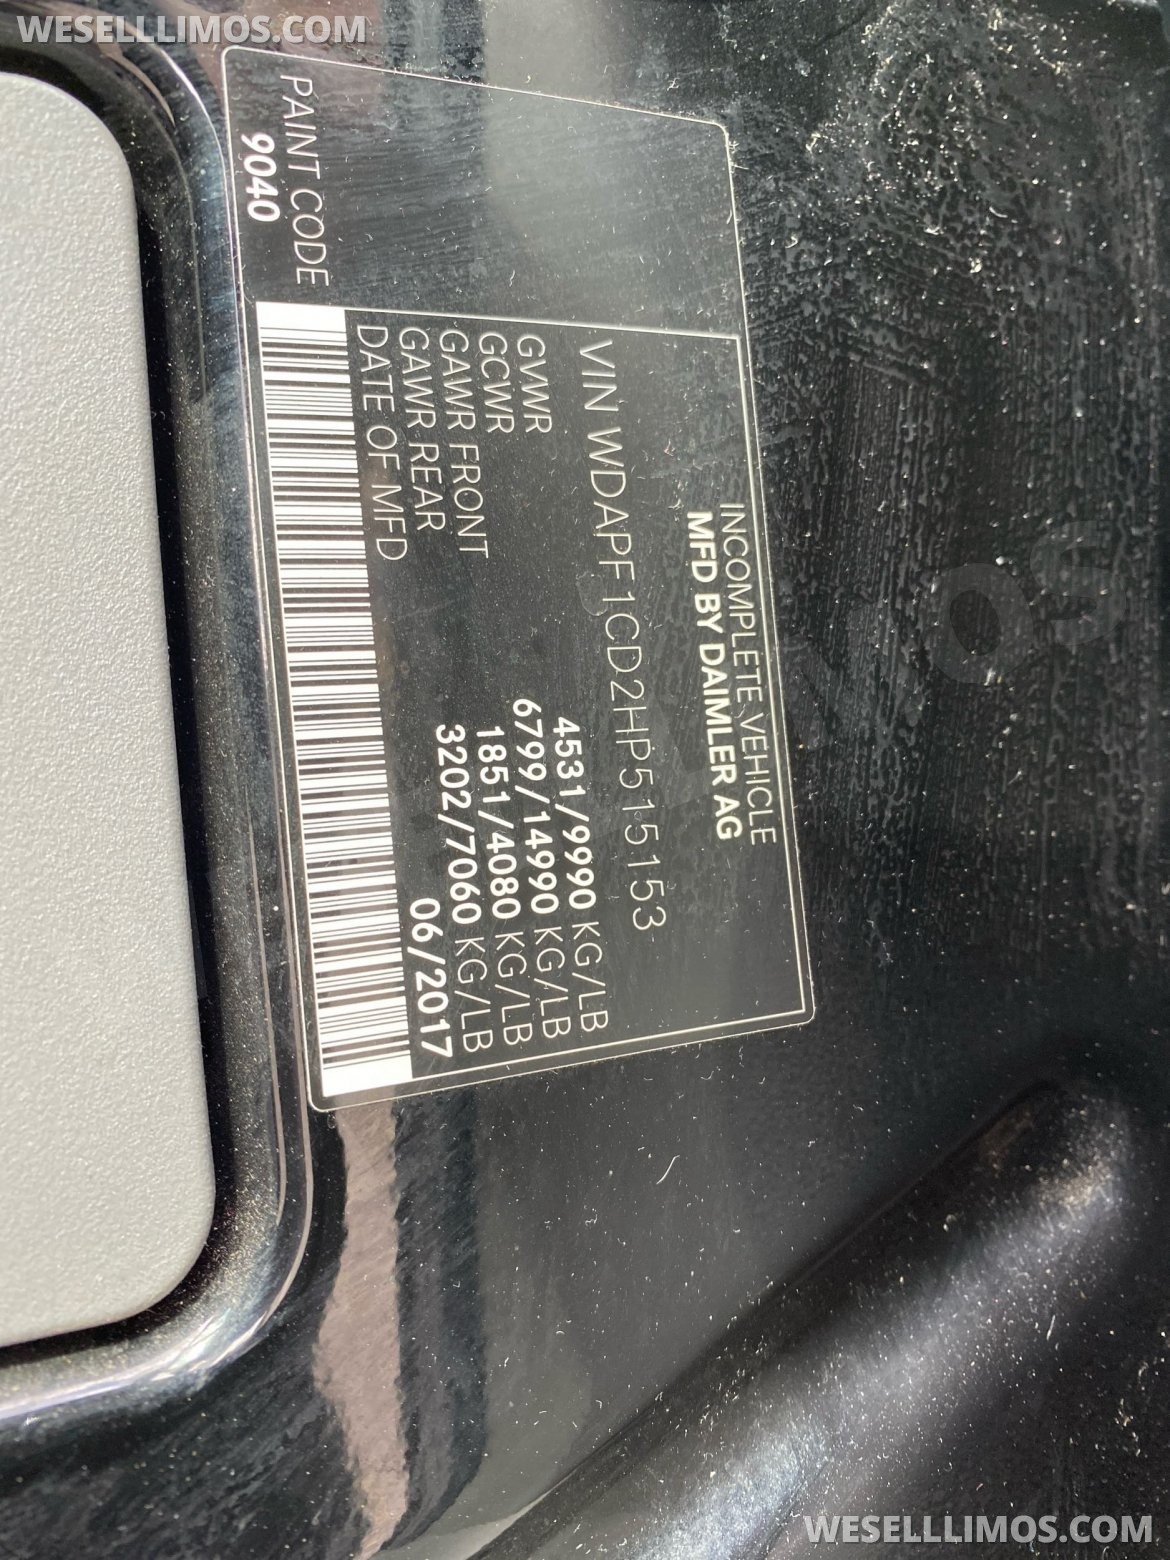 WESELLLIMOS.COM
INCOMPLETE VEHICLE
MFD BY DAIMLER AG
VIN WDAPF1CD2HP515153
GVWR 4531/9990 KG/LB
GCWR 6799/14990 KG/LB
GAWR FRONT 1851/4080 KG/LB
GAWR REAR 3202/7060 KG/LB
DATE OF MFD 06/2017
PAINT CODE
9040
WESELLLIMOS.COM